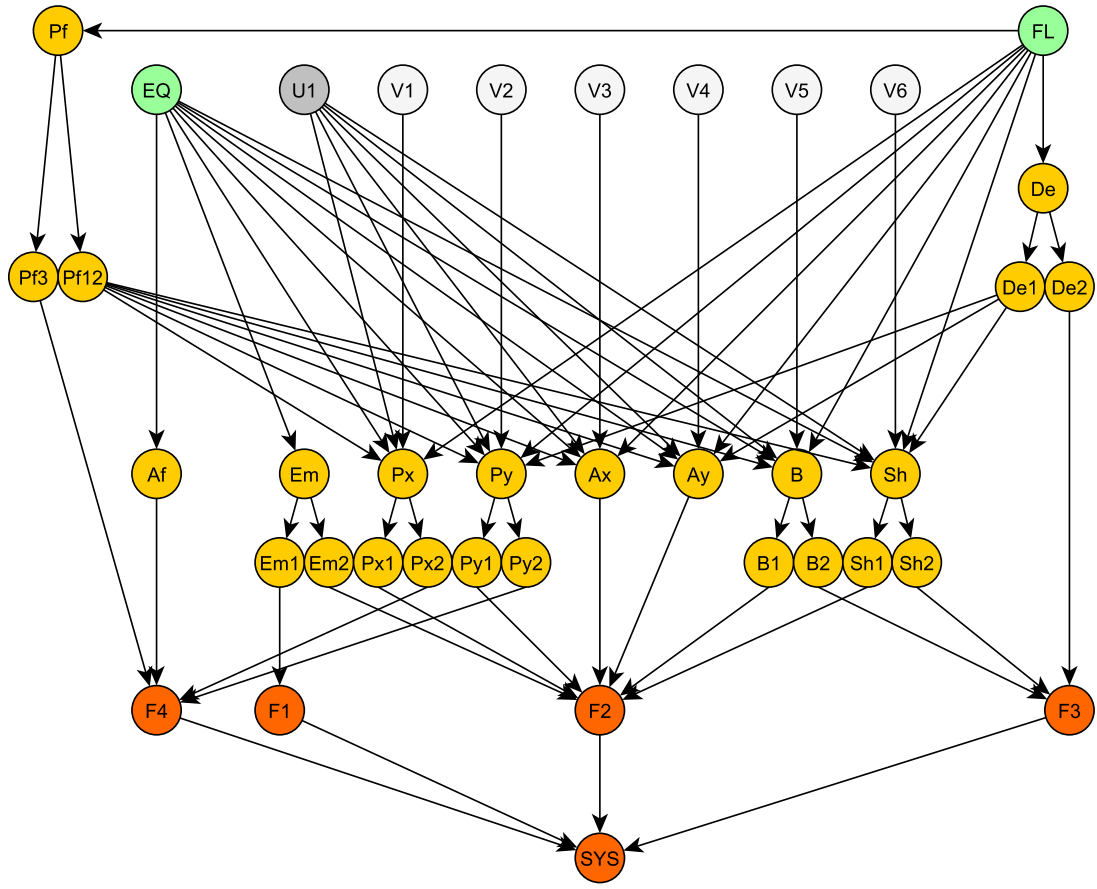 Pf FL
EQ U1 V1 V2 V3 V4 V5 V6
De
Pf3 Pf12 De1 De2
Af Em Px Py Ax Ay B Sh
Em1 Em2 Px1 Px2 Py1 Py2 B1 B2 Sh1 Sh2
F4 F1 F2 F3
SYS